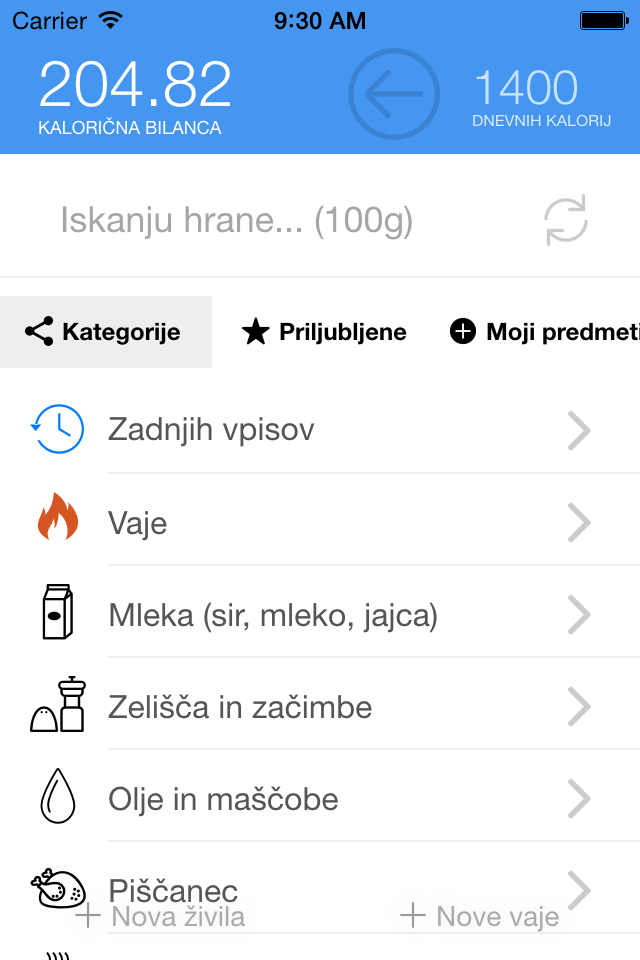 Carrier 9:30 AM
204.82 1400
KALORIČNA BILANCA DNEVNIH KALORIJ
Iskanju hrane... (100g)
Kategorije Priljubljene Moji predmeti
Zadnjih vpisov
Vaje
Mleka (sir, mleko, jajca)
Zelišča in začimbe
Olje in maščobe
Piščanec
Nova živila Nove vaje